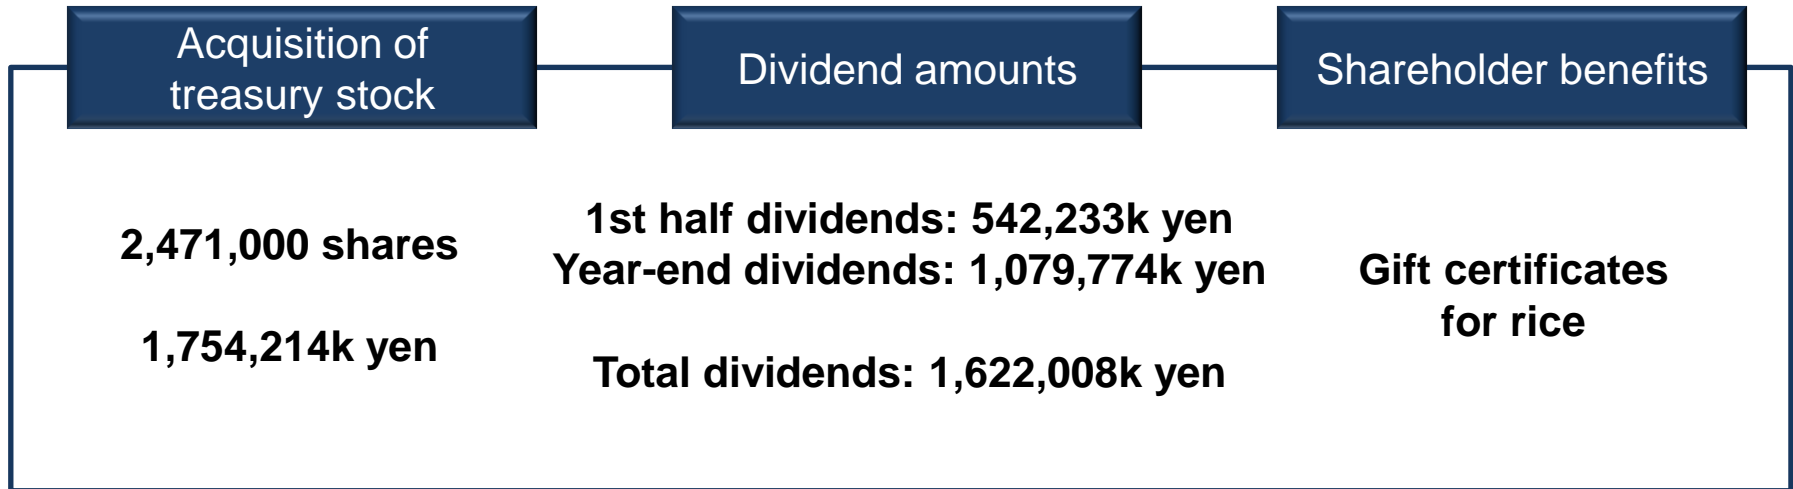 Acquisition of
treasury stock
2,471,000 shares
1,754,214k yen
Dividend amounts
1st half dividends: 542,233k yen
Year-end dividends: 1,079,774k yen
Total dividends: 1,622,008k yen
Shareholder benefits
Gift certificates
for rice